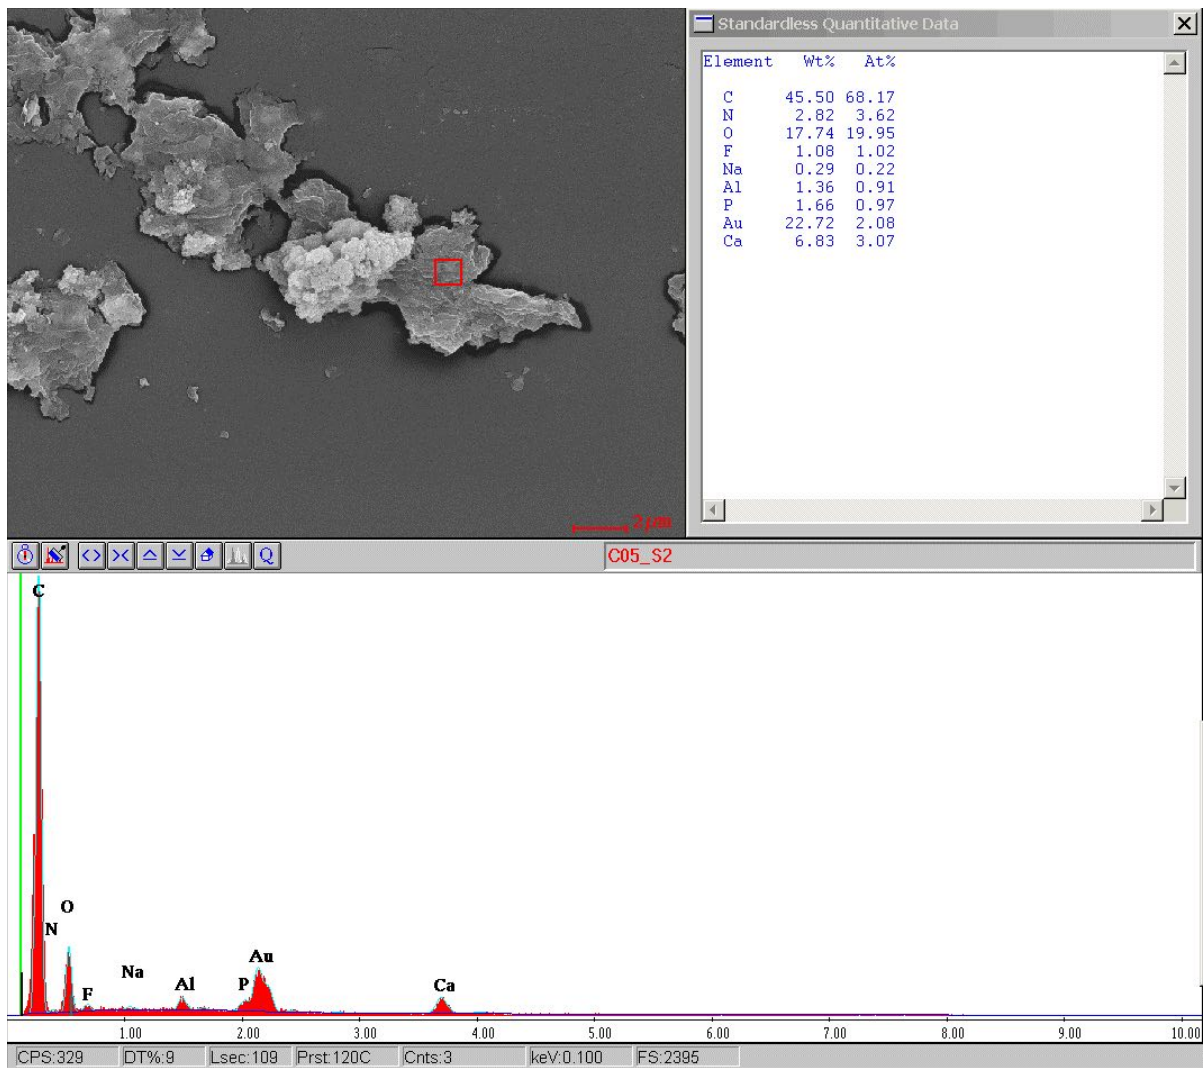 Standardless Quantitative Data
Element Wt% At%
C 45.50 68.17
N 2.82 3.62
O 17.74 19.95
F 1.08 1.02
Na 0.29 0.22
Al 1.36 0.91
P 1.66 0.97
Au 22.72 2.08
Ca 6.83 3.07
2 µm
Q
C05_S2
C
N
O
F
Na
Al
P
Au
Ca
1.00 2.00 3.00 4.00 5.00 6.00 7.00 8.00 9.00 10.00
CPS:329 DT%:9 Lsec:109 Prst:120C Cnts:3 keV:0.100 FS:2395